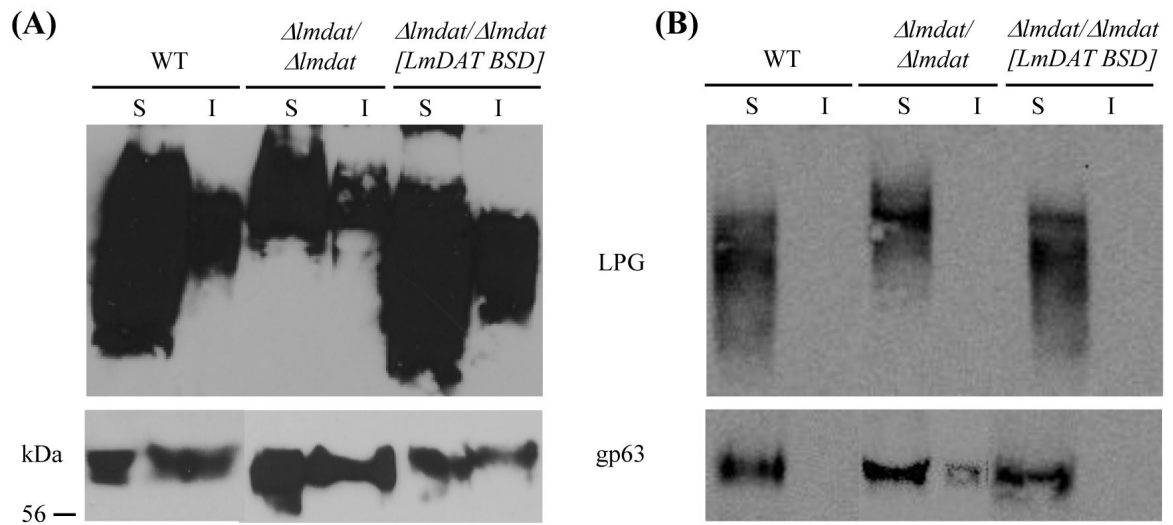 (A)
WT
Δlmdat/
Δlmdat
Δlmdat/Δlmdat
[LmDAT BSD]
S I S I S I
kDa
56
(B)
WT
Δlmdat/
Δlmdat
Δlmdat/Δlmdat
[LmDAT BSD]
S I S I S I
LPG
gp63